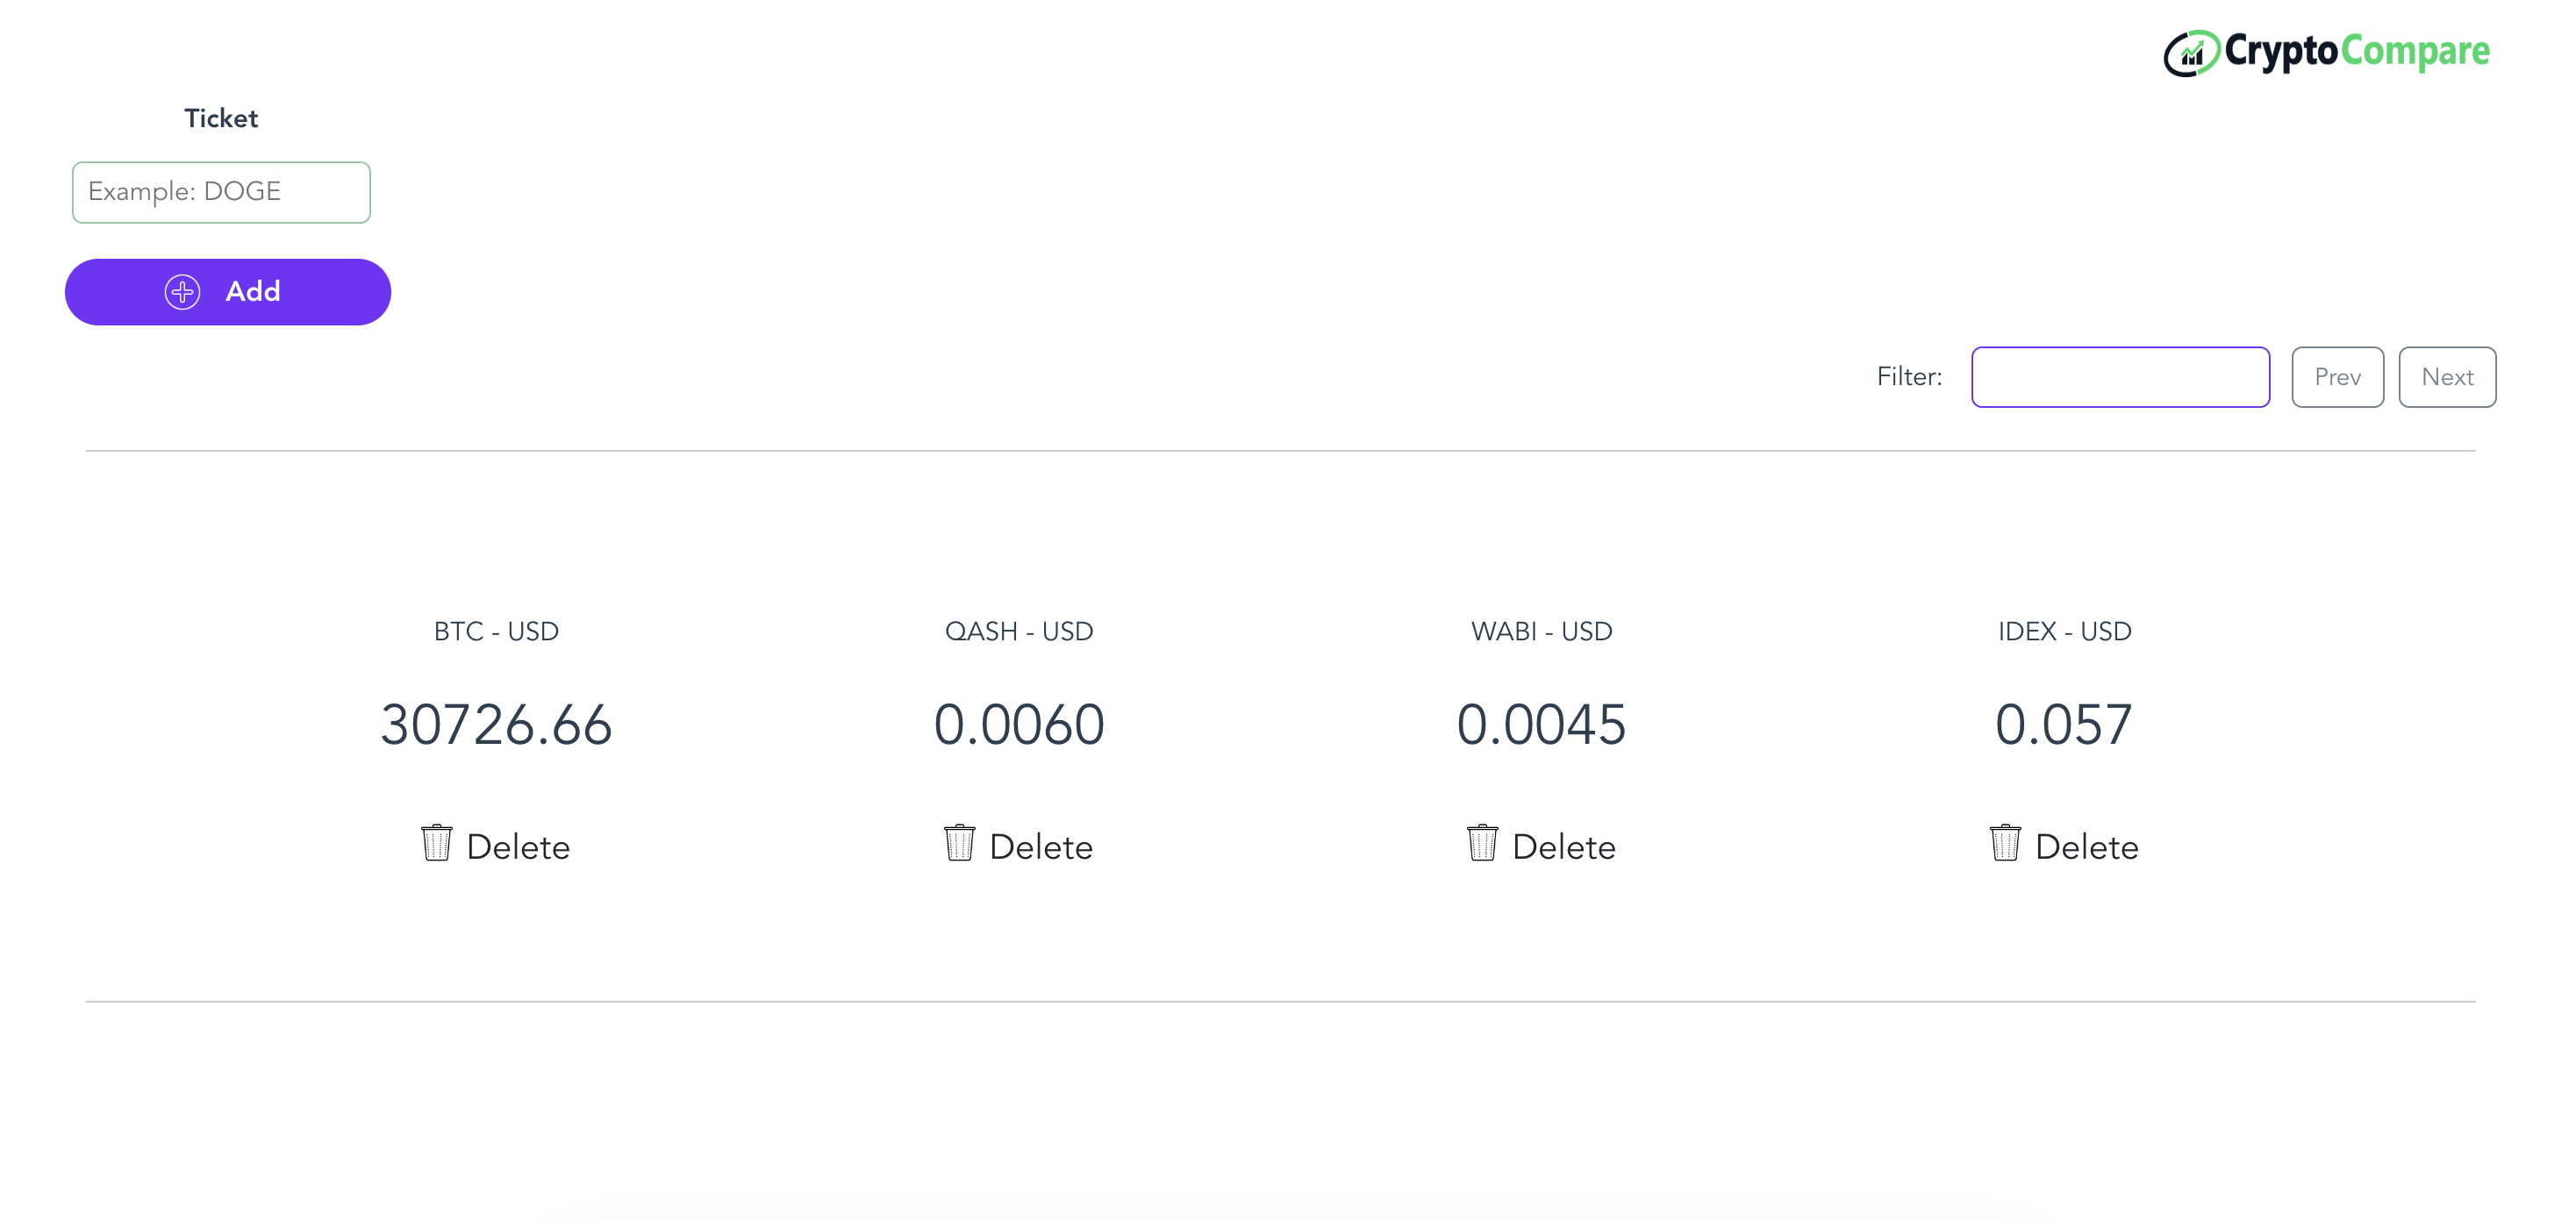 CryptoCompare
Ticket
Example: DOGE
Add
Filter:
Prev
Next
BTC - USD
QASH - USD
WABI - USD
IDEX - USD
30726.66
0.0060
0.0045
0.057
Delete
Delete
Delete
Delete